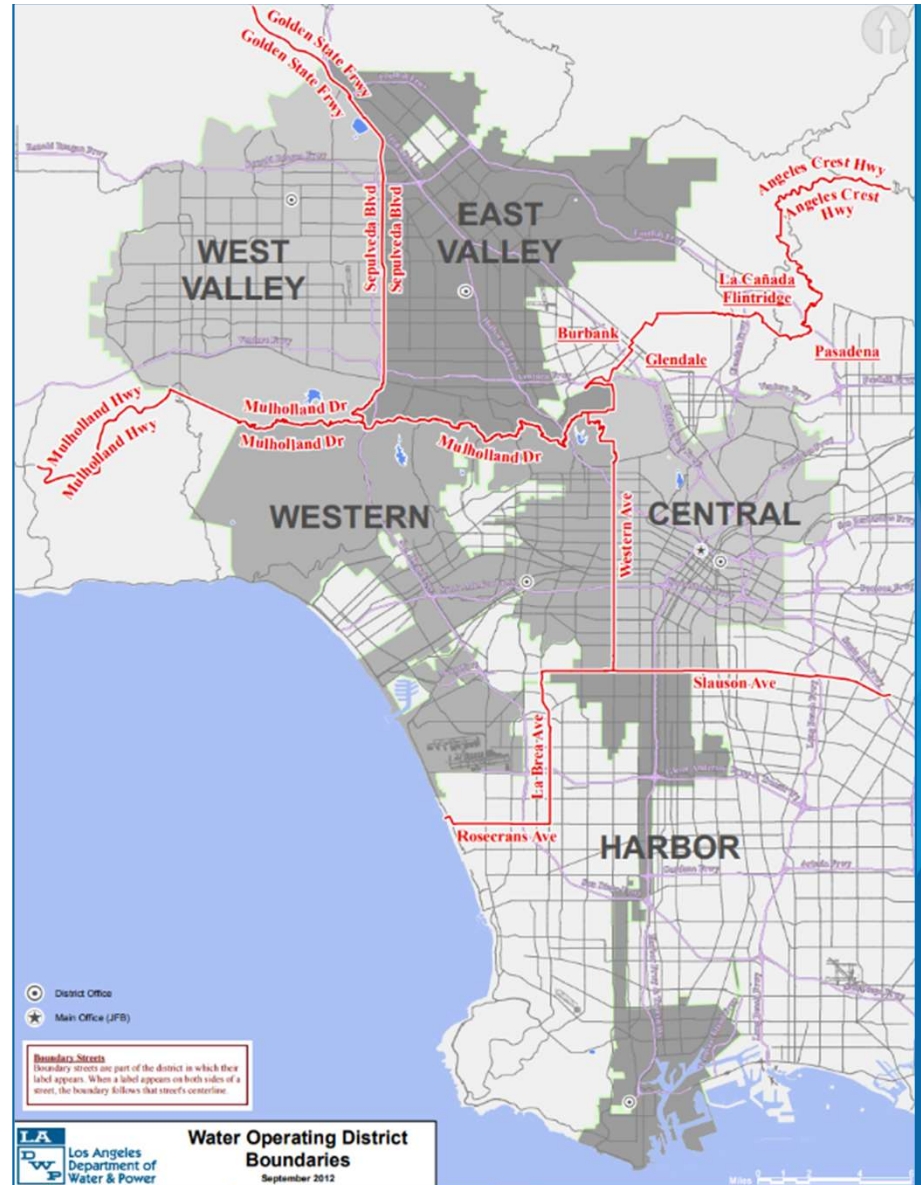 Golden State Frwy
Golden State Frwy
Angeles Crest Hwy
Angeles Crest
Hwy
Sepulveda Blvd
Sepulveda Blvd
EAST
VALLEY
WEST
VALLEY
La Cañada
Flintridge
Burbank
Glendale
Pasadena
Mulholland Hwy
Mulholland Hwy
Mulholland Dr
Mulholland Dr
Mulholland Dr
WESTERN
Western Ave
CENTRAL
Slauson Ave
La Brea Ave
Rosecrans Ave
HARBOR
District Office
Main Office (JFB)
Boundary Streets
Boundary streets are part of the district in which their
label appears. When a label appears on both sides of a
street, the boundary follows that street's centerline.
LA
DWP
Los Angeles
Department of
Water & Power
Water Operating District
Boundaries
September 2012
Miles
0 1 2 4